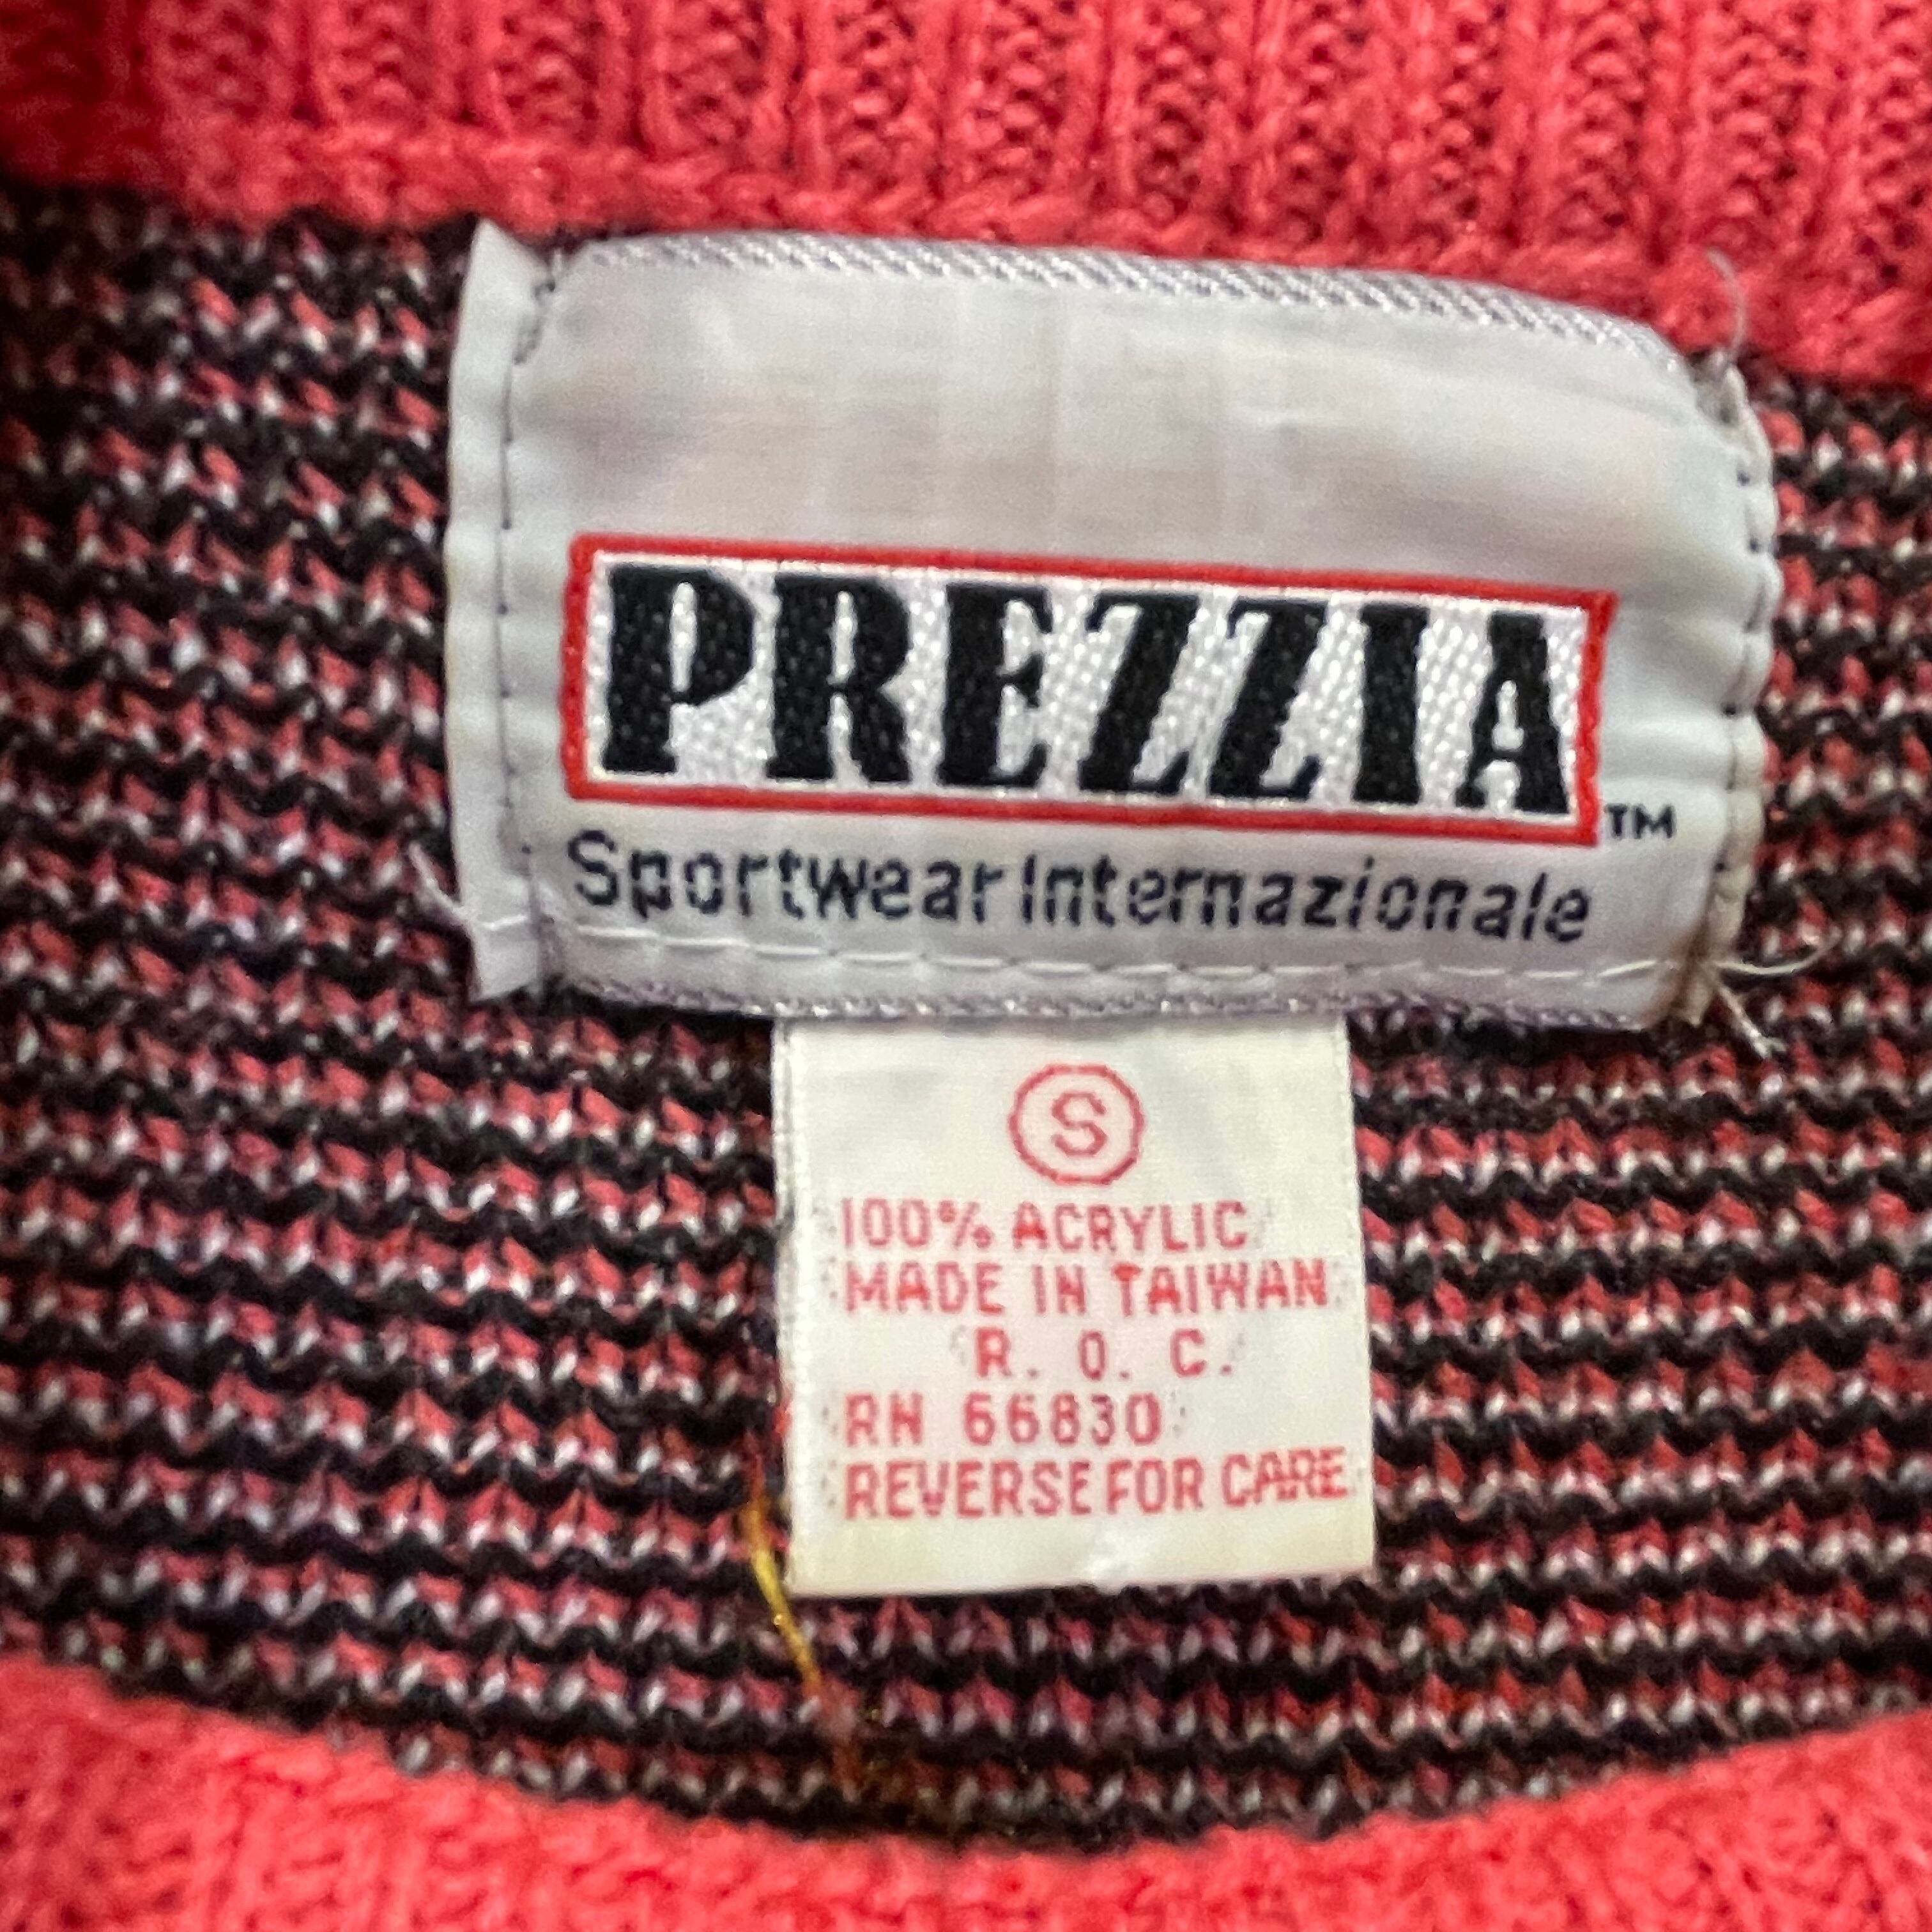 PREZZIA
TM
Sportwear Internazionale
S
100% ACRYLIC
MADE IN TAIWAN
R. O. C.
RN 66830
REVERSE FOR CARE